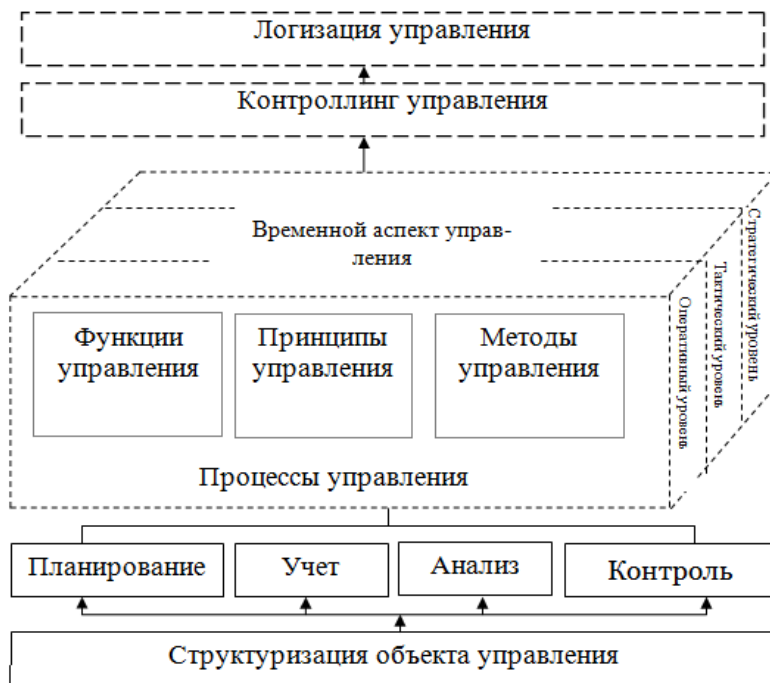 Логизация управления
Контроллинг управления
Временной аспект управ-
ления
Стратегический уровень
Тактический уровень
Оперативный уровень
Функции
управления
Принципы
управления
Методы
управления
Процессы управления
Планирование
Учет
Анализ
Контроль
Структуризация объекта управления